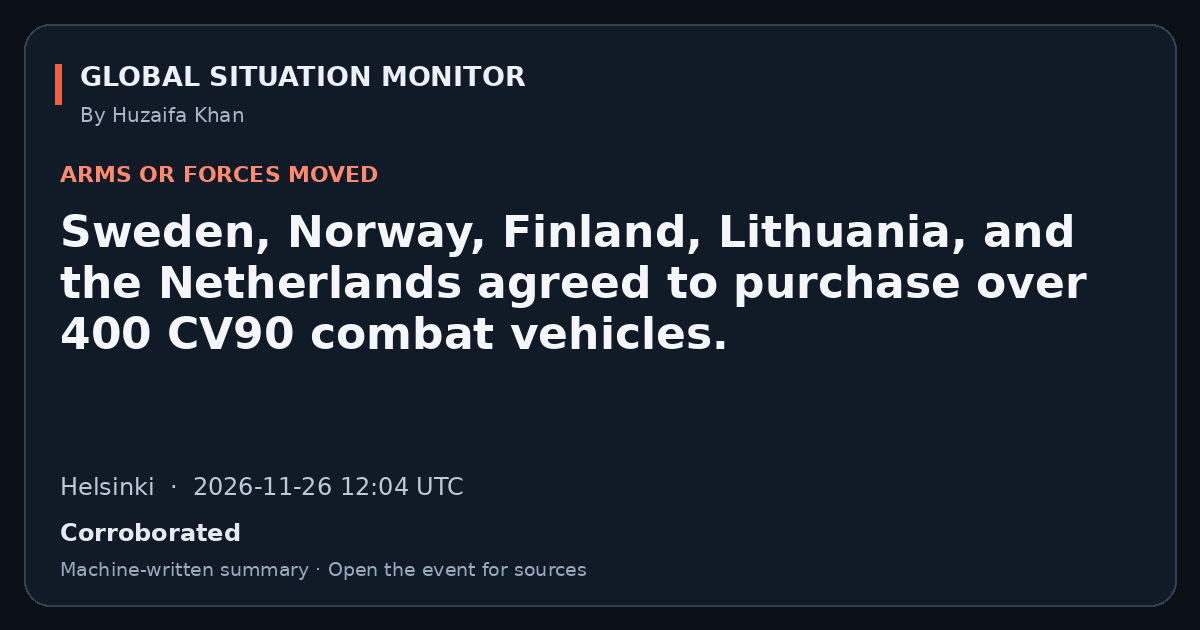 GLOBAL SITUATION MONITOR
By Huzaifa Khan
ARMS OR FORCES MOVED
Sweden, Norway, Finland, Lithuania, and
the Netherlands agreed to purchase over
400 CV90 combat vehicles.
Helsinki · 2026-11-26 12:04 UTC
Corroborated
Machine-written summary · Open the event for sources